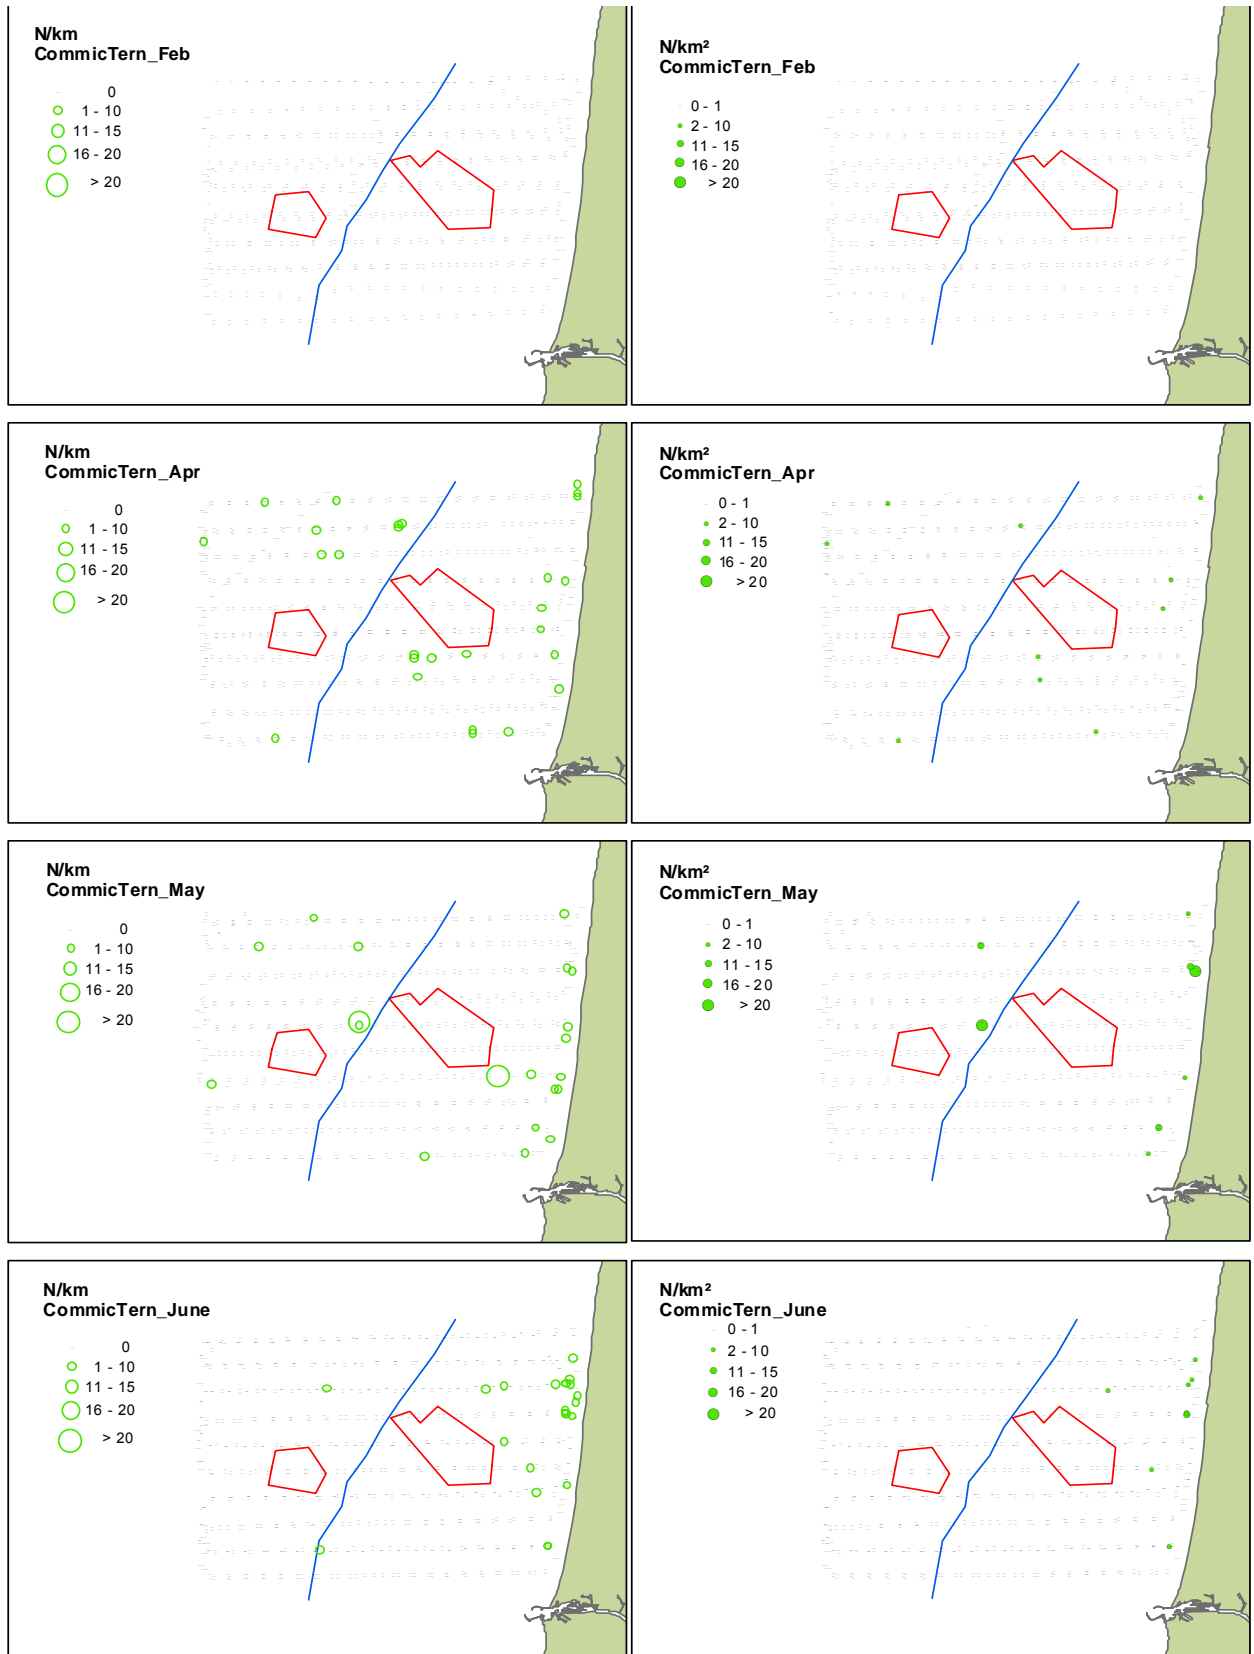 N/km
CommicTern_Feb
0
1 - 10
11 - 15
16 - 20
> 20
N/km²
CommicTern_Feb
0 - 1
2 - 10
11 - 15
16 - 20
> 20
N/km
CommicTern_Apr
0
1 - 10
11 - 15
16 - 20
> 20
N/km²
CommicTern_Apr
0 - 1
2 - 10
11 - 15
16 - 20
> 20
N/km
CommicTern_May
0
1 - 10
11 - 15
16 - 20
> 20
N/km²
CommicTern_May
0 - 1
2 - 10
11 - 15
16 - 20
> 20
N/km
CommicTern_June
0
1 - 10
11 - 15
16 - 20
> 20
N/km²
CommicTern_June
0 - 1
2 - 10
11 - 15
16 - 20
> 20